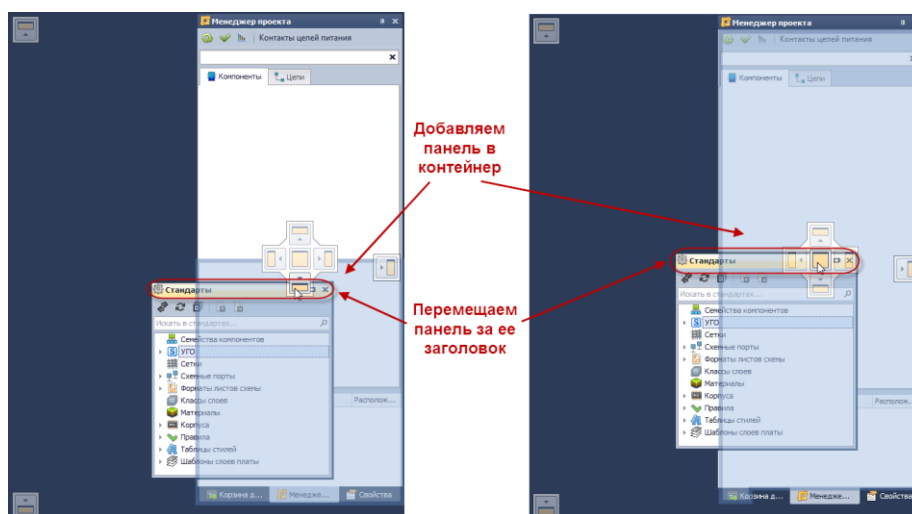 Менеджер проекта
Контакты цепей питания
Компоненты Цепи
Стандарты
Искать в стандартах...
Семейства компонентов
УГО
Сетки
Схемные порты
Форматы листов схемы
Классы слоев
Материалы
Корпуса
Правила
Таблицы стилей
Шаблоны слоев платы
Располож...
Корзина д... Менедже... Свойства
Добавляем
панель в
контейнер
Перемещаем
панель за ее
заголовок
Менеджер проекта
Контакты цепей питания
Компоненты Цепи
Стандарты
Искать в стандартах...
Семейства компонентов
УГО
Сетки
Схемные порты
Форматы листов схемы
Классы слоев
Материалы
Корпуса
Правила
Таблицы стилей
Шаблоны слоев платы
Располож...
Корзина д... Менедже... Свойства